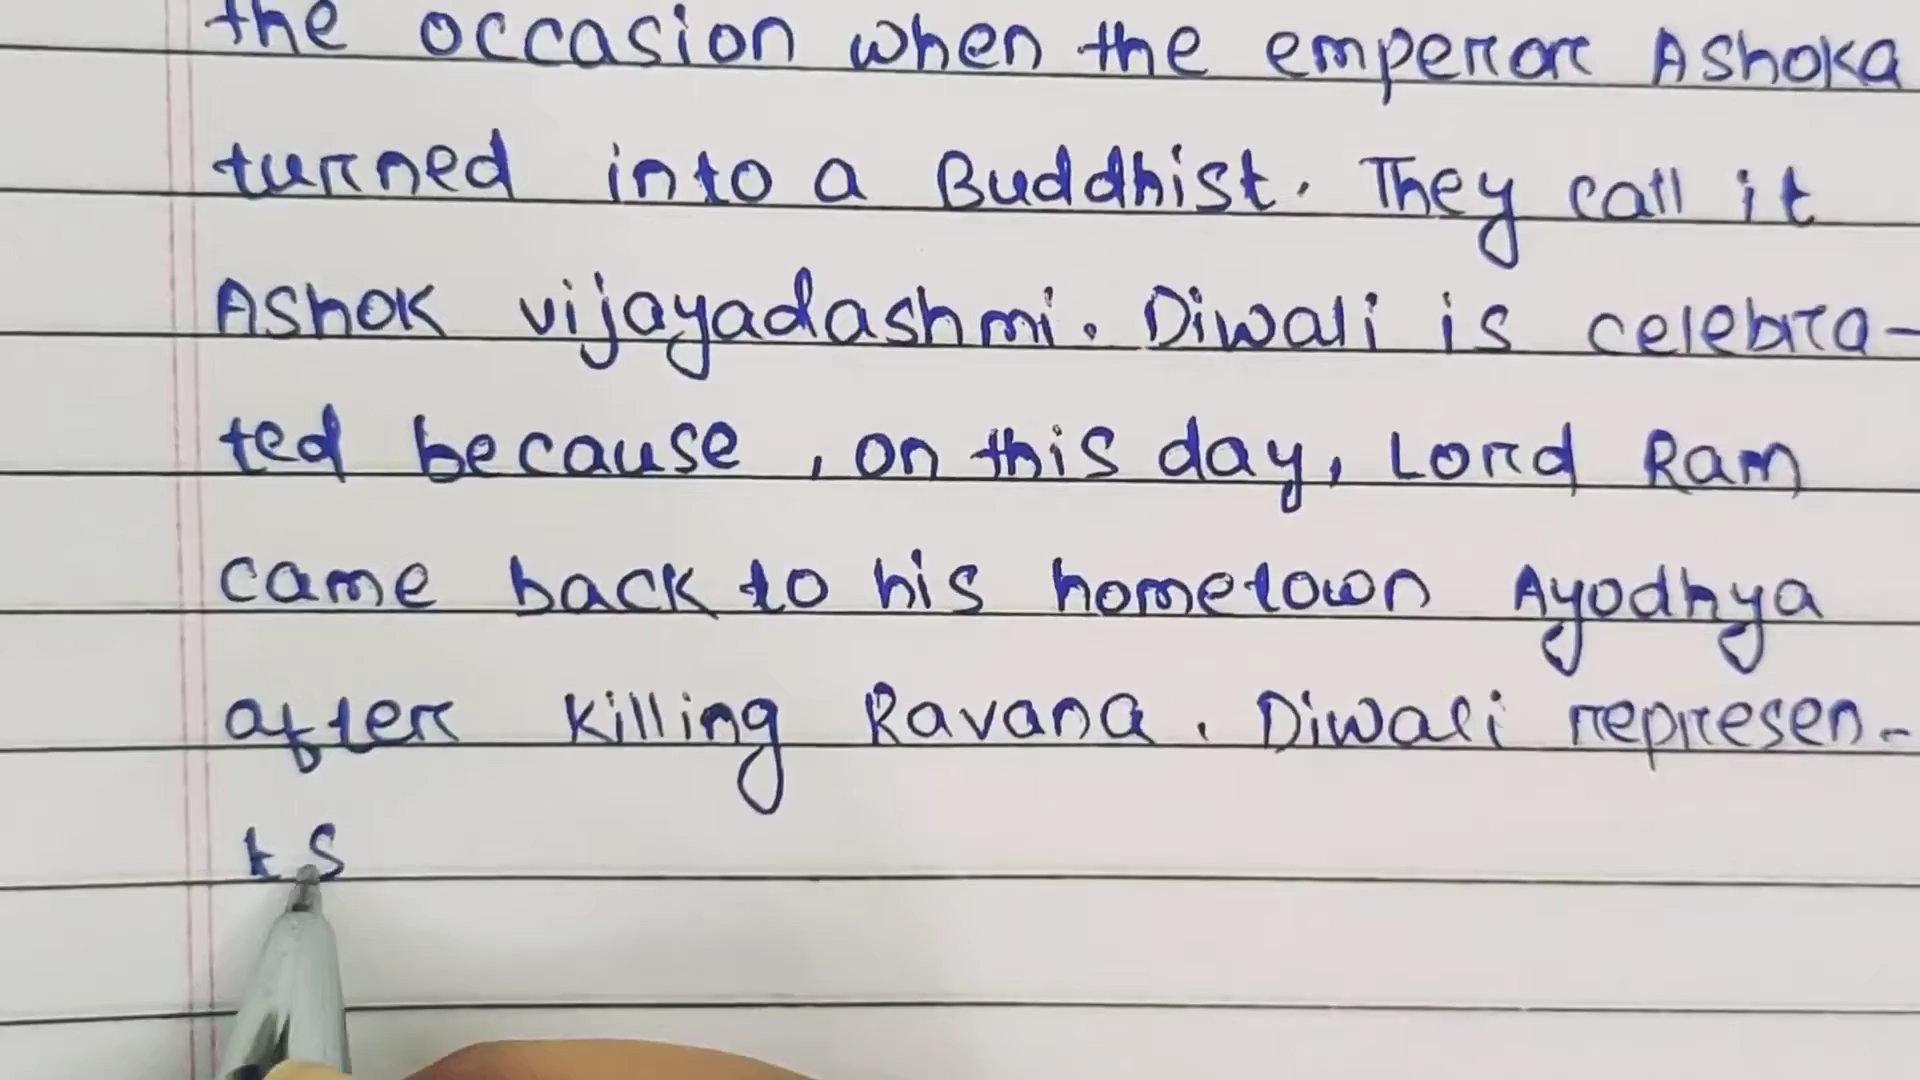 the occasion when the emperor Ashoka
turned into a Buddhist. They call it
Ashok vijayadashmi. Diwali is celebra-
ted because, on this day, Lord Ram
came back to his hometown Ayodhya
after killing Ravana. Diwali represen-
ts